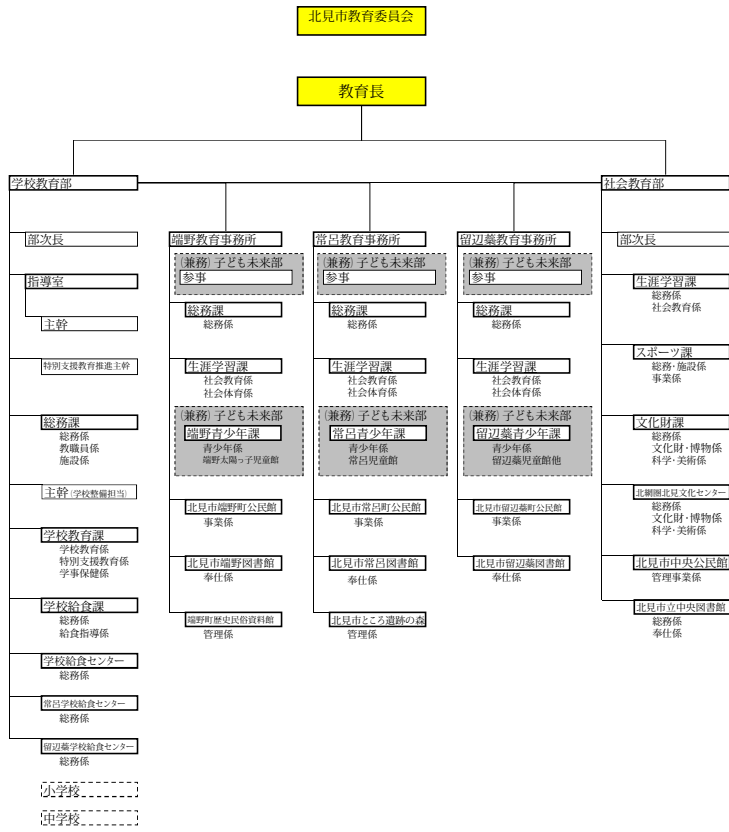 北見市教育委員会
教育長
学校教育部
部次長
指導室
主幹
特別支援教育推進主幹
総務課
総務係
教職員係
施設係
主幹(学校整備担当)
学校教育課
学校教育係
特別支援教育係
学事保健係
学校給食課
総務係
給食指導係
学校給食センター
総務係
常呂学校給食センター
総務係
留辺蘂学校給食センター
総務係
小学校
中学校
端野教育事務所
(兼務)子ども未来部
参事
総務課
総務係
生涯学習課
社会教育係
社会体育係
(兼務)子ども未来部
端野青少年課
青少年係
端野太陽っ子児童館
北見市端野町公民館
事業係
北見市端野図書館
奉仕係
端野町歴史民俗資料館
管理係
常呂教育事務所
(兼務)子ども未来部
参事
総務課
総務係
生涯学習課
社会教育係
社会体育係
(兼務)子ども未来部
常呂青少年課
青少年係
常呂児童館
北見市常呂町公民館
事業係
北見市常呂図書館
奉仕係
北見市ところ遺跡の森
管理係
留辺蘂教育事務所
(兼務)子ども未来部
参事
総務課
総務係
生涯学習課
社会教育係
社会体育係
(兼務)子ども未来部
留辺蘂青少年課
青少年係
留辺蘂児童館他
北見市留辺蘂町公民館
事業係
北見市留辺蘂図書館
奉仕係
社会教育部
部次長
生涯学習課
総務係
社会教育係
スポーツ課
総務・施設係
事業係
文化財課
総務係
文化財・博物係
科学・美術係
北網圏北見文化センター
総務係
文化財・博物係
科学・美術係
北見市中央公民館
管理事業係
北見市立中央図書館
総務係
奉仕係